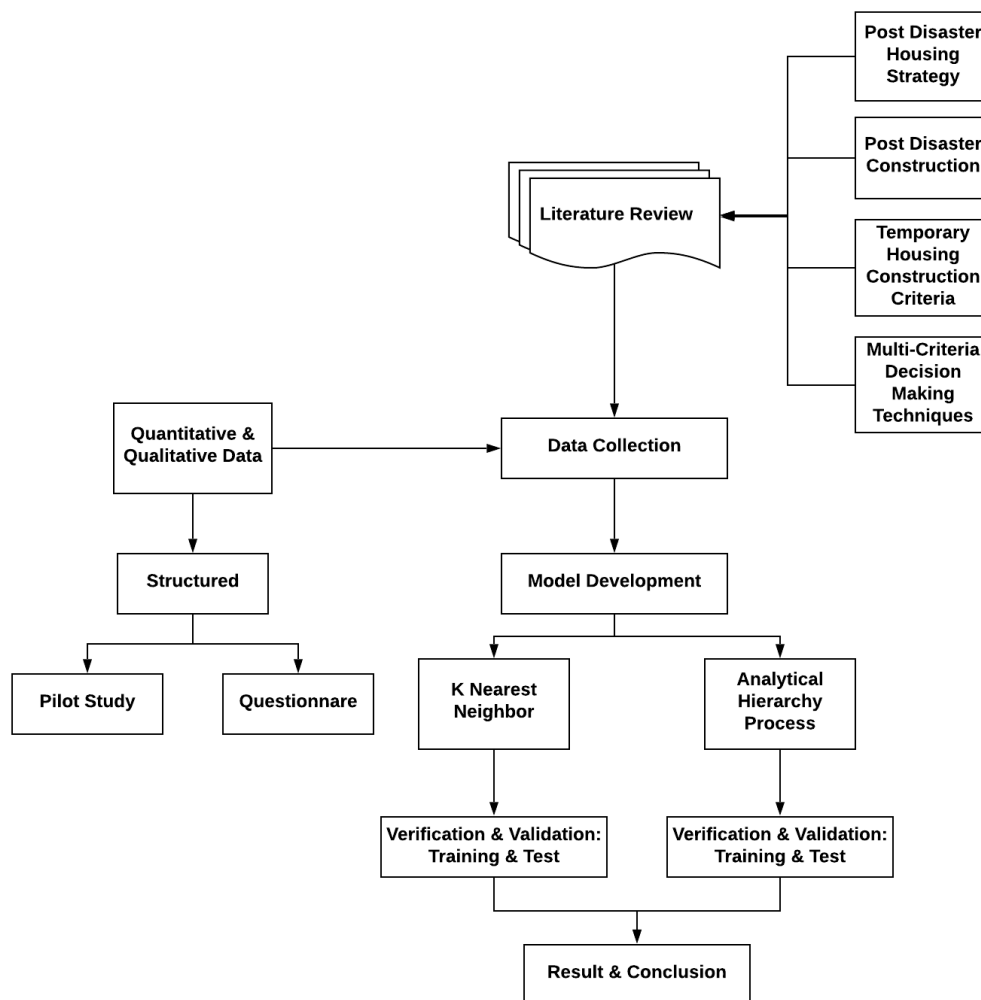 Post Disaster
Housing
Strategy
Post Disaster
Construction
Literature Review
Temporary
Housing
Construction
Criteria
Multi-Criteria
Decision
Making
Techniques
Quantitative &
Qualitative Data
Data Collection
Structured
Model Development
Pilot Study
Questionnare
K Nearest
Neighbor
Analytical
Hierarchy
Process
Verification & Validation:
Training & Test
Verification & Validation:
Training & Test
Result & Conclusion